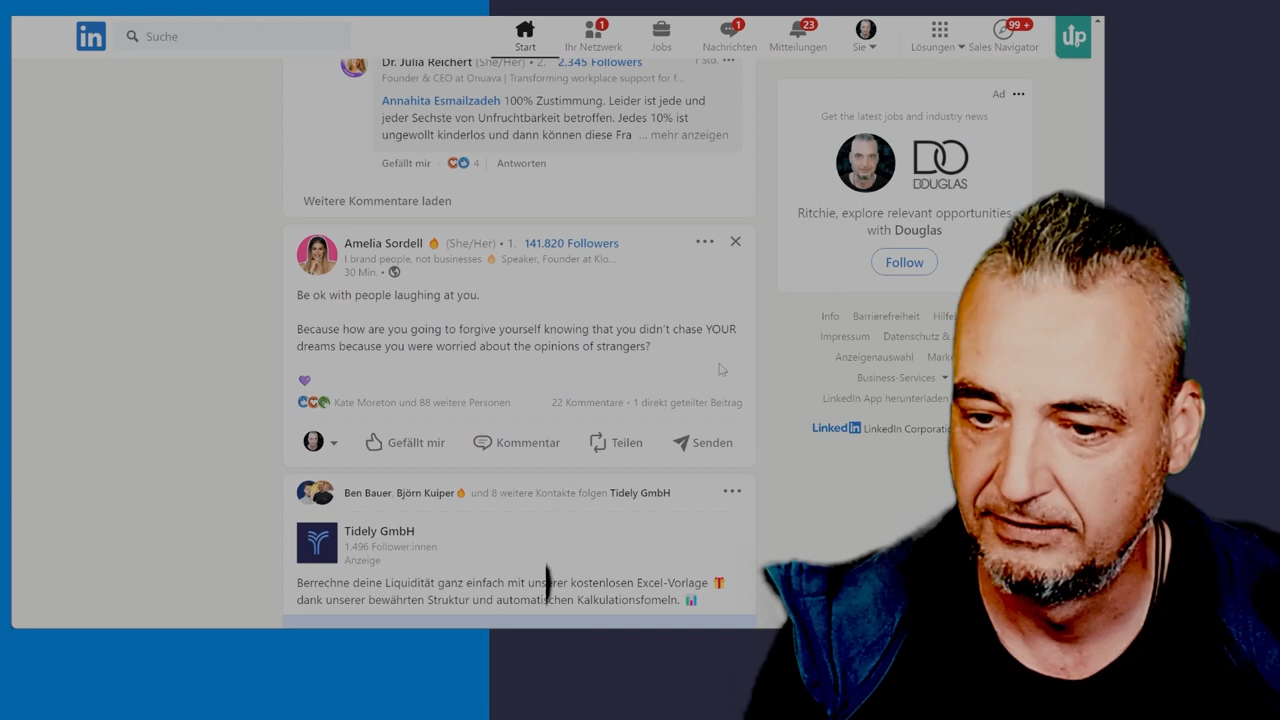 in
Suche
Start
1
Ihr Netzwerk
Jobs
1
Nachrichten
23
Mitteilungen
Sie
Lösungen
99 +
Sales Navigator
up
Dr. Julia Reichert (She/Her) • 2. 2.345 Followers
1 Std. •••
Founder & CEO at Onuava | Transforming workplace support for f...
Annahita Esmailzadeh 100% Zustimmung. Leider ist jede und
jeder Sechste von Unfruchtbarkeit betroffen. Jedes 10% ist
ungewollt kinderlos und dann können diese Fra ... mehr anzeigen
Gefällt mir · 4 | Antworten
Weitere Kommentare laden
Amelia Sordell 🔥 (She/Her) • 1. 141.820 Followers
I brand people, not businesses 🔥 Speaker, Founder at Klo...
30 Min. •
Be ok with people laughing at you.
Because how are you going to forgive yourself knowing that you didn't chase YOUR
dreams because you were worried about the opinions of strangers?
💜
Kate Moreton und 88 weitere Personen
22 Kommentare • 1 direkt geteilter Beitrag
Gefällt mir
Kommentar
Teilen
Senden
Ben Bauer, Björn Kuiper🔥 und 8 weitere Kontakte folgen Tidely GmbH
Tidely GmbH
1.496 Follower:innen
Anzeige
Berrechne deine Liquidität ganz einfach mit unserer kostenlosen Excel-Vorlage 🎁
dank unserer bewährten Struktur und automatischen Kalkulationsfomeln. 📊
Ad •••
Get the latest jobs and industry news
DO
DOUGLAS
Ritchie, explore relevant opportunities
with Douglas
Follow
Info Barrierefreiheit
Impressum Datenschutz &
Anzeigenauswahl
Business-Services
LinkedIn App herunterladen
Linkedin LinkedIn